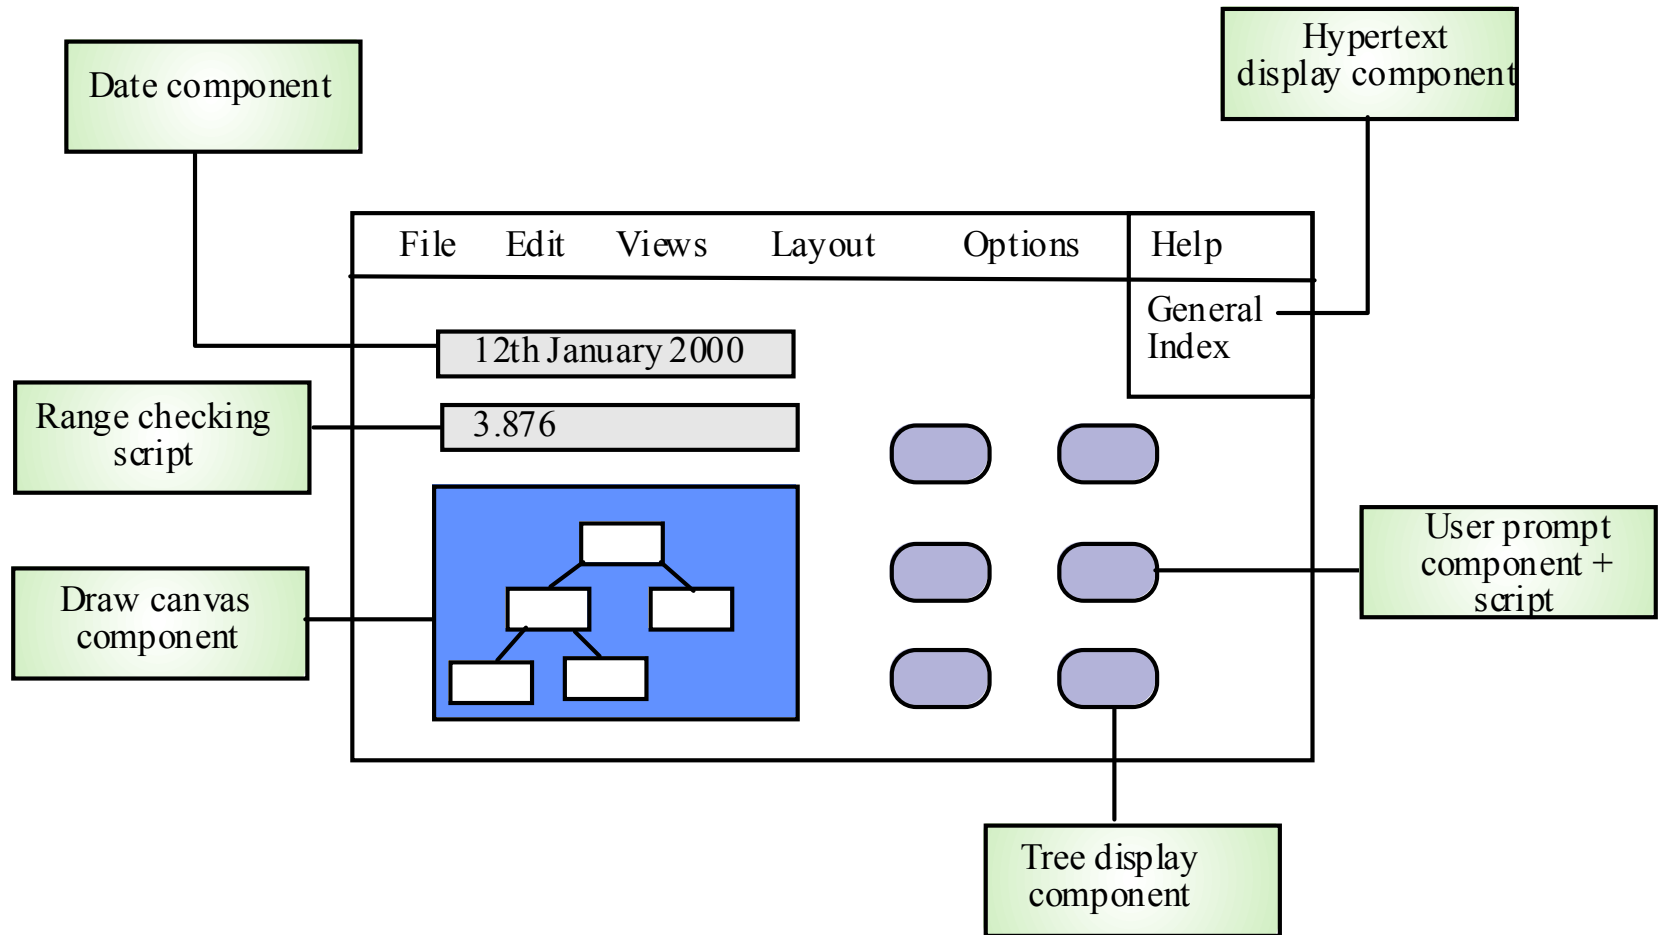 Hypertext
display component
Date component
File Edit Views Layout Options Help
General
Index
12th January 2000
Range checking
script
3.876
User prompt
component +
script
Draw canvas
component
Tree display
component